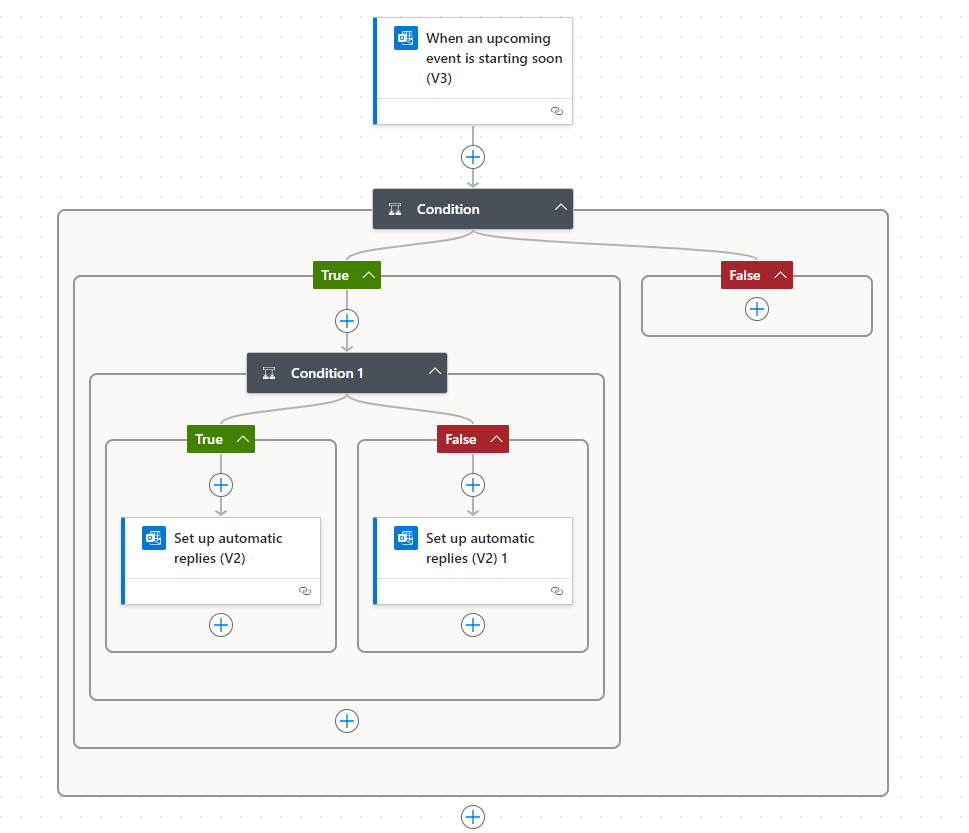 When an upcoming
event is starting soon
(V3)
Condition
True
False
Condition 1
True
False
Set up automatic
replies (V2)
Set up automatic
replies (V2) 1